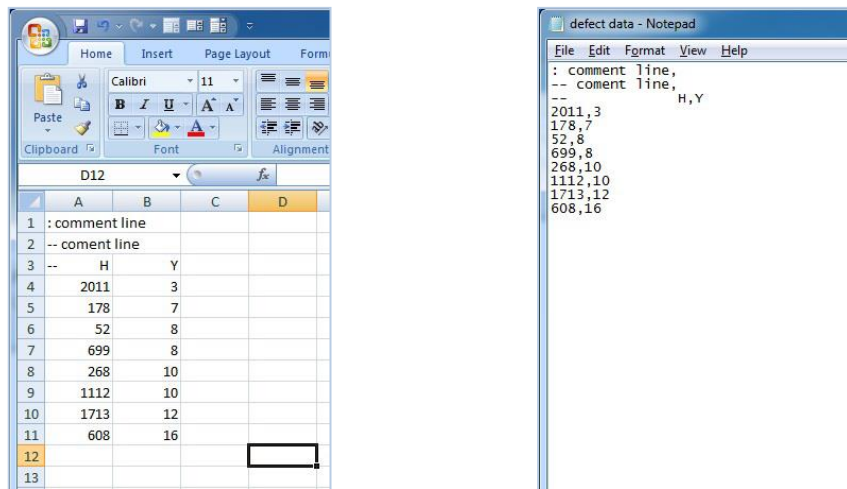 Home Insert Page Layout Form
Calibri 11
Paste
B I U A A
A
Clipboard Font Alignment
D12 fx
A B C D
1 : comment line
2 -- coment line
3 -- H Y
4 2011 3
5 178 7
6 52 8
7 699 8
8 268 10
9 1112 10
10 1713 12
11 608 16
12
13
defect data - Notepad
File Edit Format View Help
: comment line,
-- coment line,
-- H,Y
2011,3
178,7
52,8
699,8
268,10
1112,10
1713,12
608,16